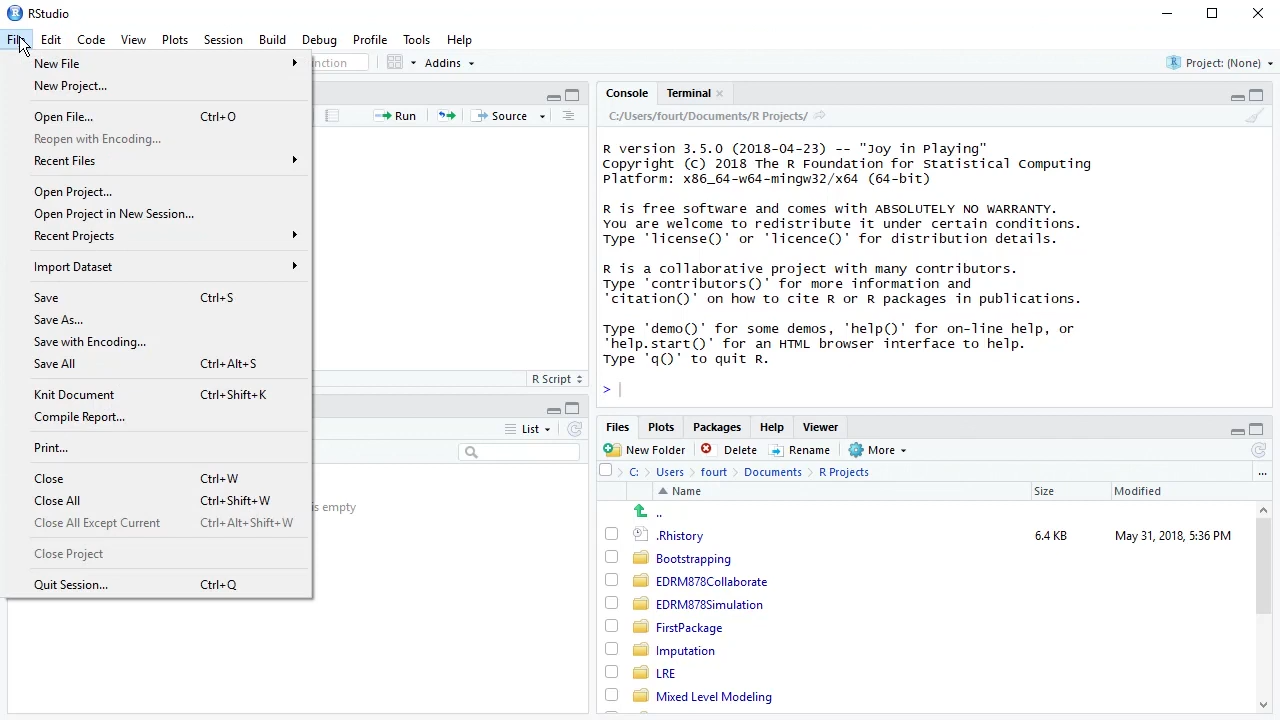 RStudio
File Edit Code View Plots Session Build Debug Profile Tools Help
nction Addins Project: (None)
New File
New Project...
Open File... Ctrl+O
Reopen with Encoding...
Recent Files
Open Project...
Open Project in New Session...
Recent Projects
Import Dataset
Save Ctrl+S
Save As...
Save with Encoding...
Save All Ctrl+Alt+S
Knit Document Ctrl+Shift+K
Compile Report...
Print...
Close Ctrl+W
Close All Ctrl+Shift+W
Close All Except Current Ctrl+Alt+Shift+W
Close Project
Quit Session... Ctrl+Q
Run Source
R Script
List
is empty
Console Terminal
C:/Users/fourt/Documents/R Projects/
R version 3.5.0 (2018-04-23) -- "Joy in Playing"
Copyright (C) 2018 The R Foundation for Statistical Computing
Platform: x86_64-w64-mingw32/x64 (64-bit)
R is free software and comes with ABSOLUTELY NO WARRANTY.
You are welcome to redistribute it under certain conditions.
Type 'license()' or 'licence()' for distribution details.
R is a collaborative project with many contributors.
Type 'contributors()' for more information and
'citation()' on how to cite R or R packages in publications.
Type 'demo()' for some demos, 'help()' for on-line help, or
'help.start()' for an HTML browser interface to help.
Type 'q()' to quit R.
>
Files Plots Packages Help Viewer
New Folder Delete Rename More
C: Users fourt Documents R Projects ...
Name Size Modified
..
.Rhistory 6.4 KB May 31, 2018, 5:36 PM
Bootstrapping
EDRM878Collaborate
EDRM878Simulation
FirstPackage
Imputation
LRE
Mixed Level Modeling